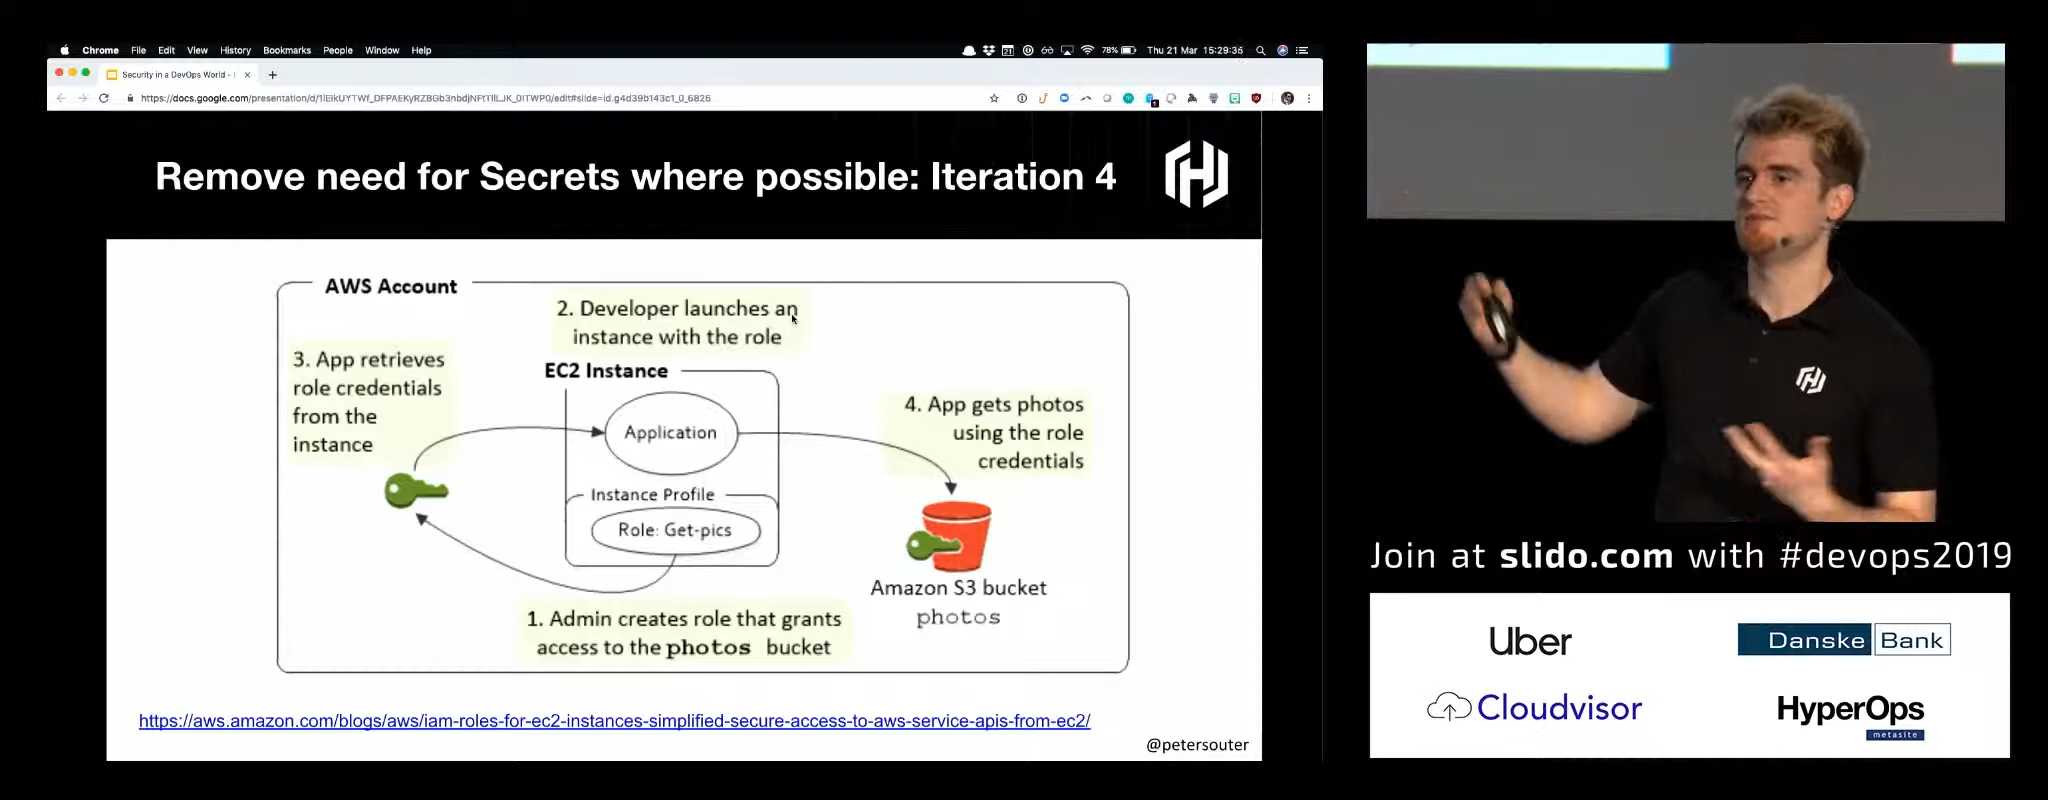 Chrome File Edit View History Bookmarks People Window Help
21
78%
Thu 21 Mar 15:29:36
Security in a DevOps World -
Remove need for Secrets where possible: Iteration 4
AWS Account
2. Developer launches an
instance with the role
3. App retrieves
role credentials
from the
instance
EC2 Instance
Application
4. App gets photos
using the role
credentials
Instance Profile
Role: Get-pics
Amazon S3 bucket
photos
1. Admin creates role that grants
access to the photos bucket
https://aws.amazon.com/blogs/aws/iam-roles-for-ec2-instances-simplified-secure-access-to-aws-service-apis-from-ec2/
@petersouter
Join at slido.com with #devops2019
Uber
Danske Bank
Cloudvisor
HyperOps
metasite